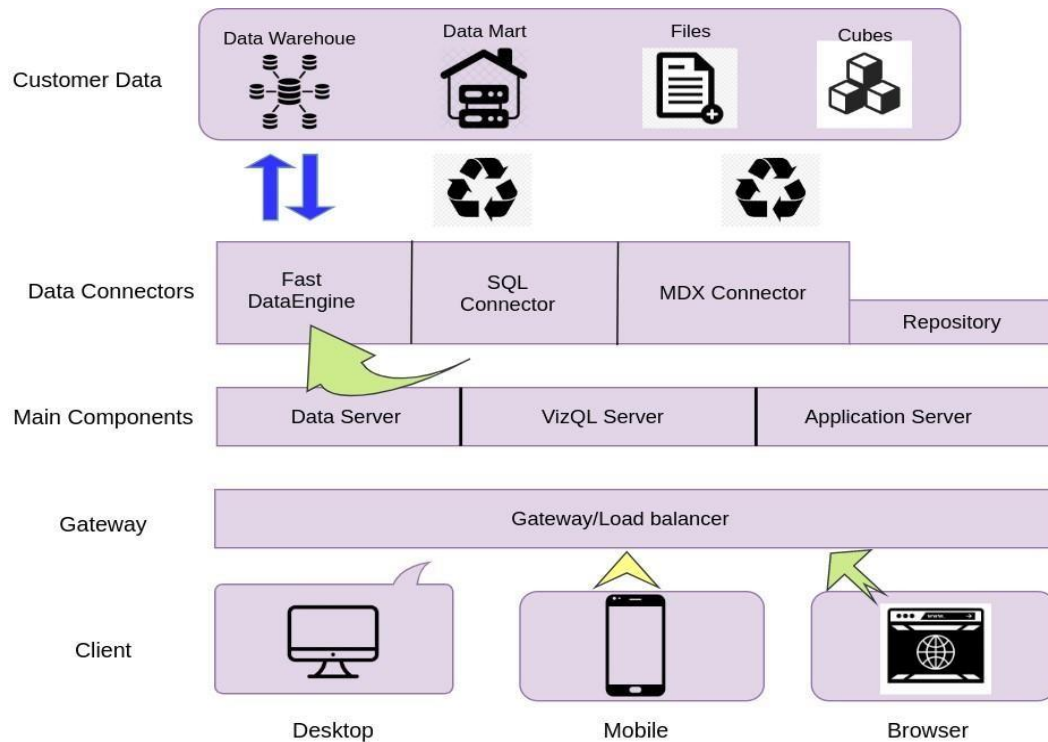 Customer Data
Data Warehoue
Data Mart
Files
Cubes
Data Connectors
Fast
DataEngine
SQL
Connector
MDX Connector
Repository
Main Components
Data Server
VizQL Server
Application Server
Gateway
Gateway/Load balancer
Client
Desktop
Mobile
Browser